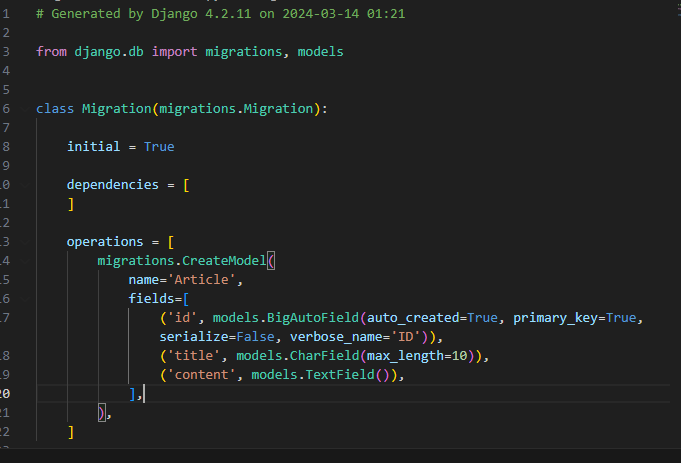 1 # Generated by Django 4.2.11 on 2024-03-14 01:21
2
3 from django.db import migrations, models
4
5
6 class Migration(migrations.Migration):
7
8 initial = True
9
10 dependencies = [
11 ]
12
13 operations = [
14 migrations.CreateModel(
15 name='Article',
16 fields=[
17 ('id', models.BigAutoField(auto_created=True, primary_key=True,
serialize=False, verbose_name='ID')),
18 ('title', models.CharField(max_length=10)),
19 ('content', models.TextField()),
20 ],
21 ),
22 ]